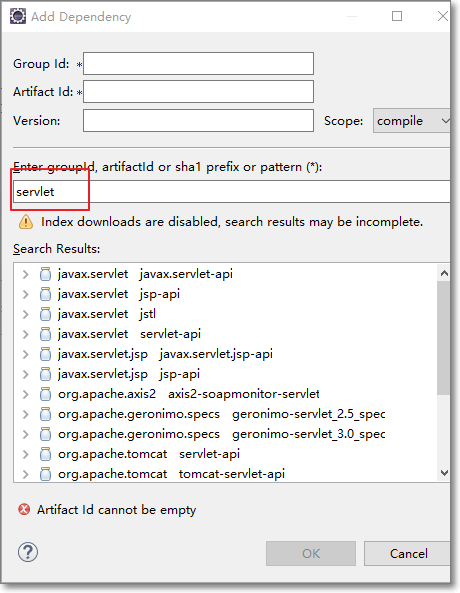 Add Dependency
Group Id: *
Artifact Id: *
Version: Scope: compile
Enter groupId, artifactId or sha1 prefix or pattern (*):
servlet
Index downloads are disabled, search results may be incomplete.
Search Results:
javax.servlet javax.servlet-api
javax.servlet jsp-api
javax.servlet jstl
javax.servlet servlet-api
javax.servlet.jsp javax.servlet.jsp-api
javax.servlet.jsp jsp-api
org.apache.axis2 axis2-soapmonitor-servlet
org.apache.geronimo.specs geronimo-servlet_2.5_spec
org.apache.geronimo.specs geronimo-servlet_3.0_spec
org.apache.tomcat servlet-api
org.apache.tomcat tomcat-servlet-api
Artifact Id cannot be empty
? OK Cancel